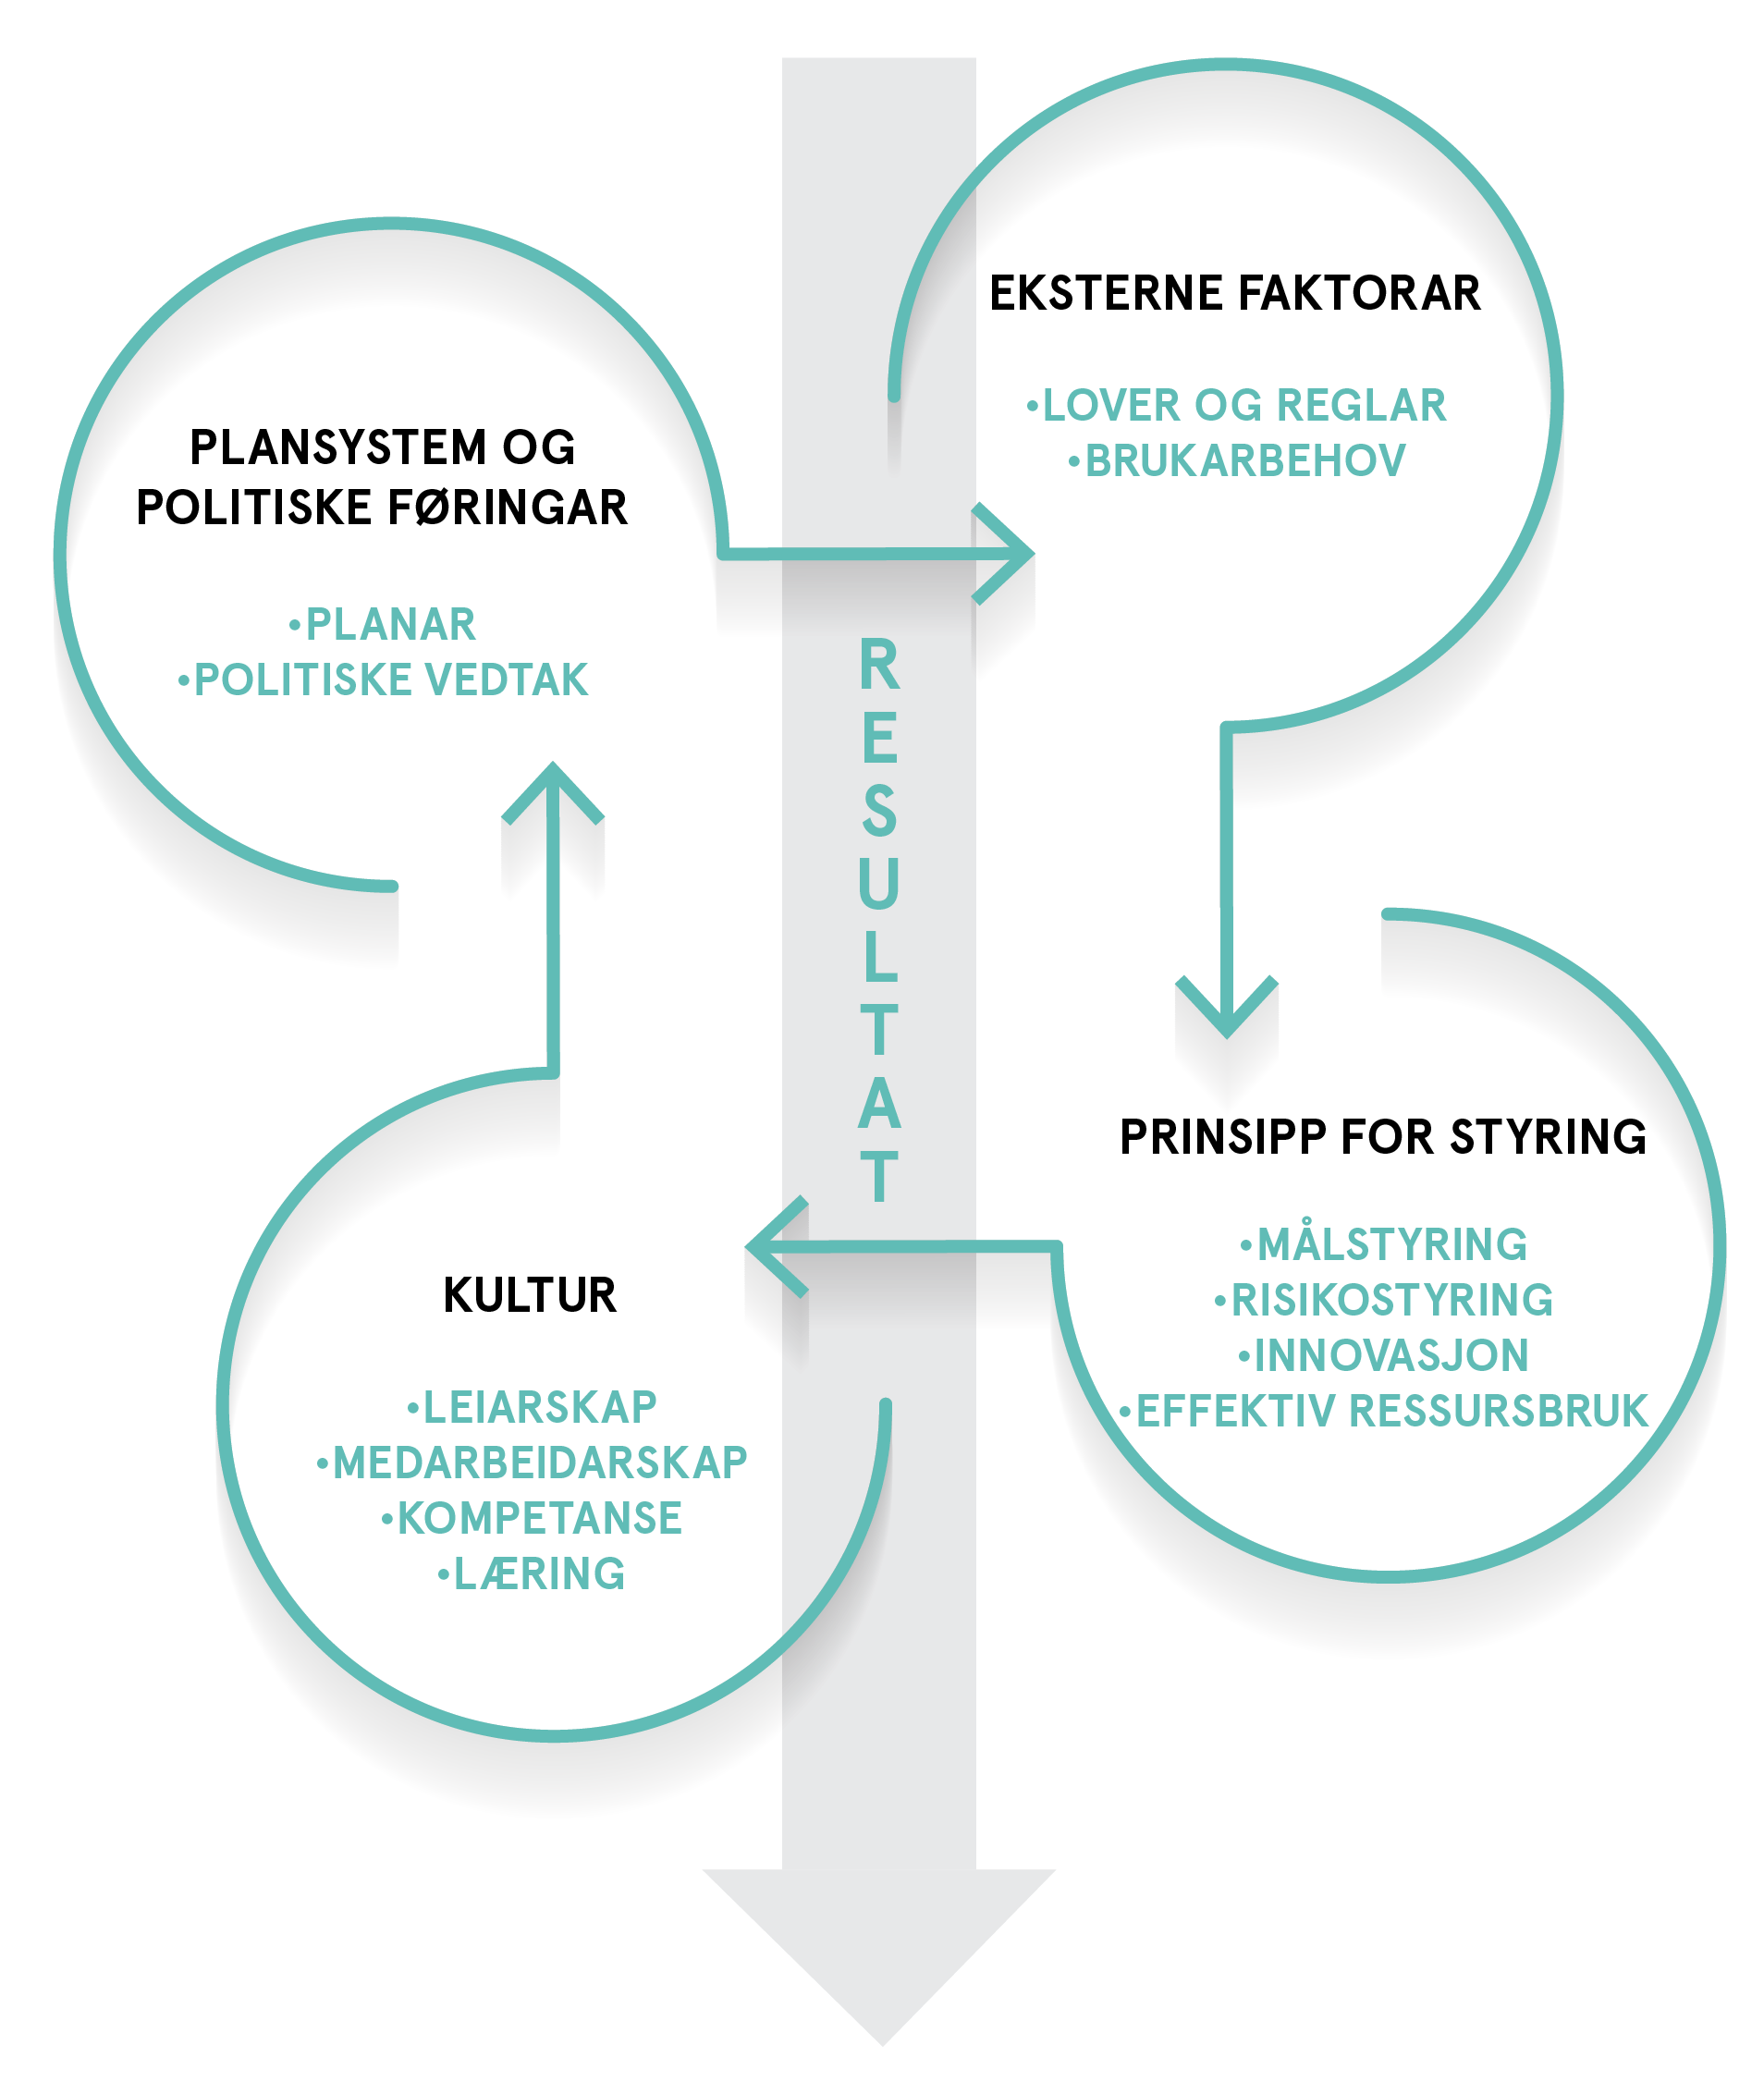 PLANSYSTEM OG
POLITISKE FØRINGAR
•PLANAR
•POLITISKE VEDTAK
EKSTERNE FAKTORAR
•LOVER OG REGLAR
•BRUKARBEHOV
RESULTAT
PRINSIPP FOR STYRING
•MÅLSTYRING
•RISIKOSTYRING
•INNOVASJON
•EFFEKTIV RESSURSBRUK
KULTUR
•LEIARSKAP
•MEDARBEIDARSKAP
•KOMPETANSE
•LÆRING